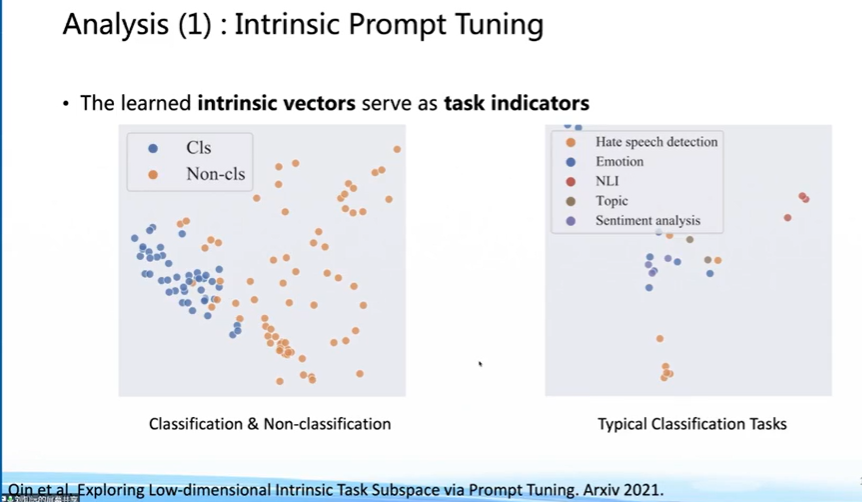 Analysis (1) : Intrinsic Prompt Tuning
• The learned intrinsic vectors serve as task indicators
Cls
Non-cls
Hate speech detection
Emotion
NLI
Topic
Sentiment analysis
Classification & Non-classification
Typical Classification Tasks
Qin et al. Exploring Low-dimensional Intrinsic Task Subspace via Prompt Tuning. Arxiv 2021.